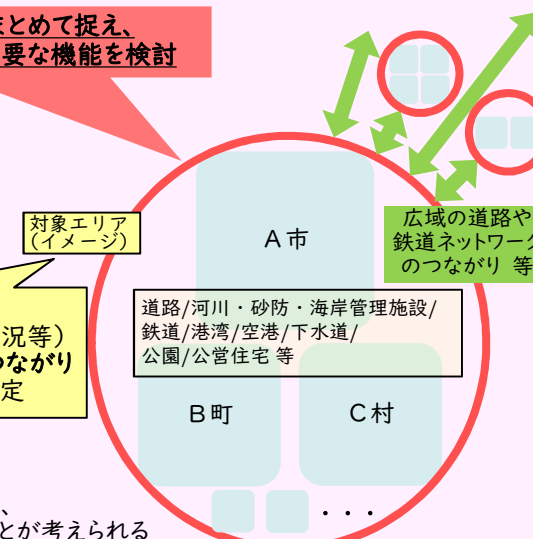 まとめて捉え、
要な機能を検討
対象エリア
(イメージ)
A市
広域の道路や
鉄道ネットワーク
のつながり 等
道路/河川・砂防・海岸管理施設/
鉄道/港湾/空港/下水道/
公園/公営住宅 等
況等)
つながり
定
B町
C村
・・・
、
とが考えられる